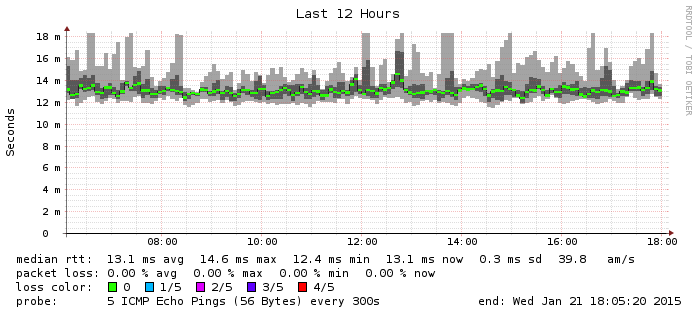 Last 12 Hours
RRDTOOL / TOBI OETIKER
Seconds
18 m
16 m
14 m
12 m
10 m
8 m
6 m
4 m
2 m
0
08:00 10:00 12:00 14:00 16:00 18:00
median rtt: 13.1 ms avg 14.6 ms max 12.4 ms min 13.1 ms now 0.3 ms sd 39.8 am/s
packet loss: 0.00 % avg 0.00 % max 0.00 % min 0.00 % now
loss color: 0 1/5 2/5 3/5 4/5
probe: 5 ICMP Echo Pings (56 Bytes) every 300s end: Wed Jan 21 18:05:20 2015